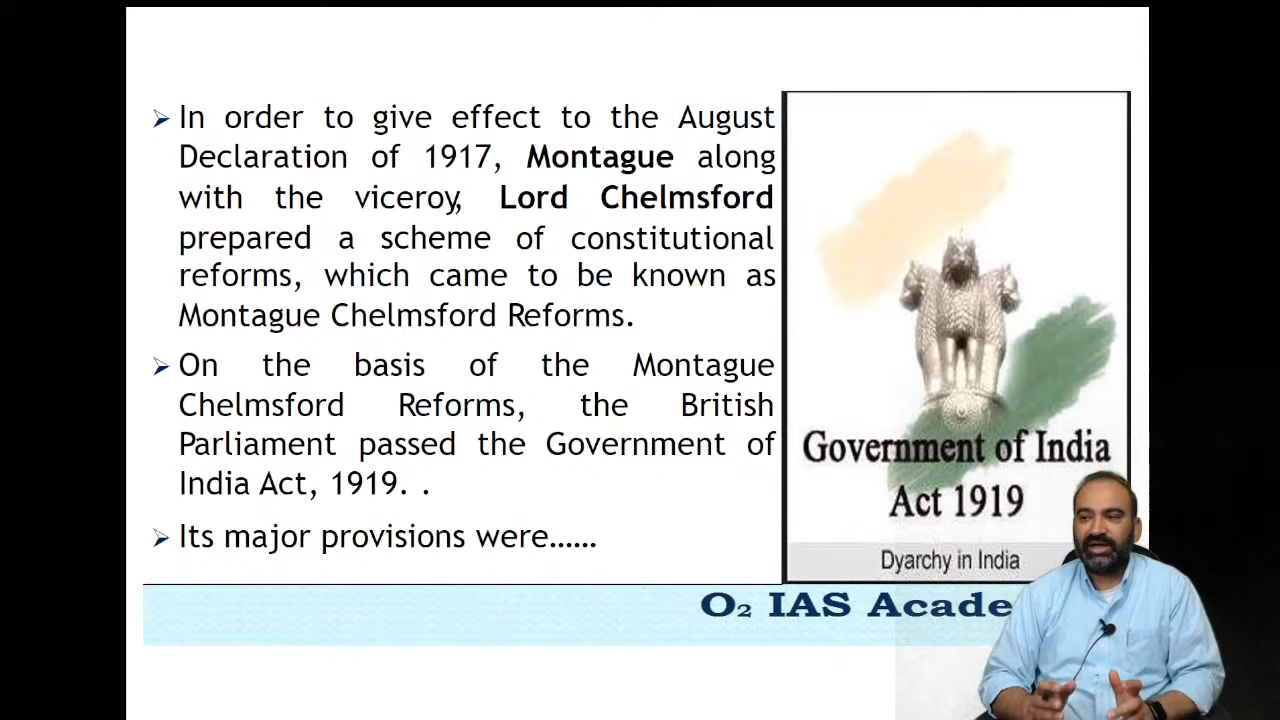 In order to give effect to the August
Declaration of 1917, Montague along
with the viceroy, Lord Chelmsford
prepared a scheme of constitutional
reforms, which came to be known as
Montague Chelmsford Reforms.
On the basis of the Montague
Chelmsford Reforms, the British
Parliament passed the Government of
India Act, 1919. .
Its major provisions were……
Government of India
Act 1919
Dyarchy in India
O₂ IAS Acade